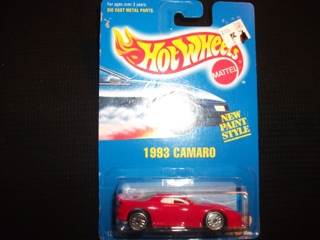 For ages over 3 years
DIE CAST METAL PARTS
HOT WHEELS
MATTEL
NEW
PAINT
STYLE
1993 CAMARO